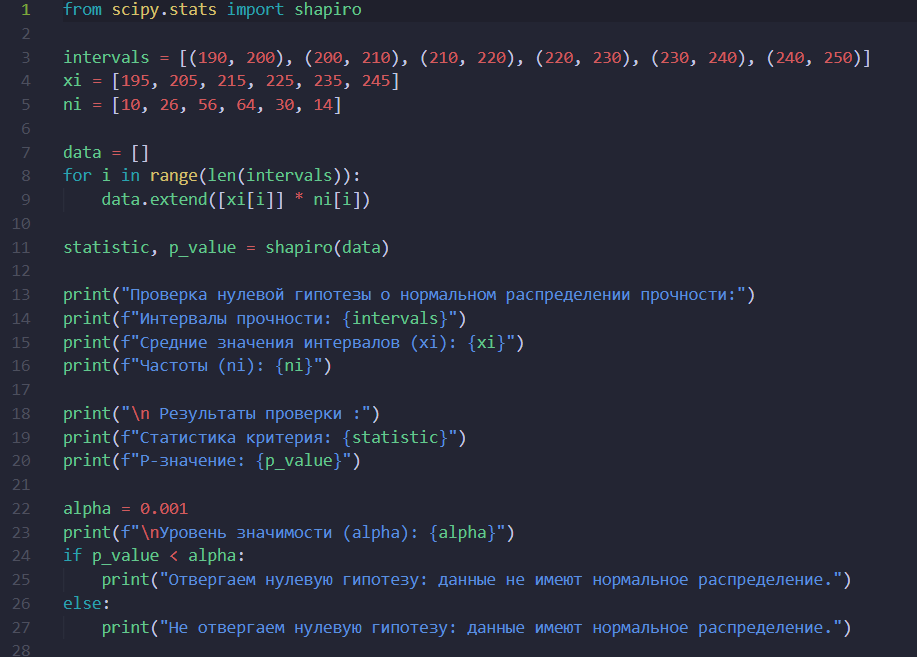 1 from scipy.stats import shapiro
2
3 intervals = [(190, 200), (200, 210), (210, 220), (220, 230), (230, 240), (240, 250)]
4 xi = [195, 205, 215, 225, 235, 245]
5 ni = [10, 26, 56, 64, 30, 14]
6
7 data = []
8 for i in range(len(intervals)):
9     data.extend([xi[i]] * ni[i])
10
11 statistic, p_value = shapiro(data)
12
13 print("Проверка нулевой гипотезы о нормальном распределении прочности:")
14 print(f"Интервалы прочности: {intervals}")
15 print(f"Средние значения интервалов (xi): {xi}")
16 print(f"Частоты (ni): {ni}")
17
18 print("\n Результаты проверки :")
19 print(f"Статистика критерия: {statistic}")
20 print(f"P-значение: {p_value}")
21
22 alpha = 0.001
23 print(f"\nУровень значимости (alpha): {alpha}")
24 if p_value < alpha:
25     print("Отвергаем нулевую гипотезу: данные не имеют нормальное распределение.")
26 else:
27     print("Не отвергаем нулевую гипотезу: данные имеют нормальное распределение.")
28